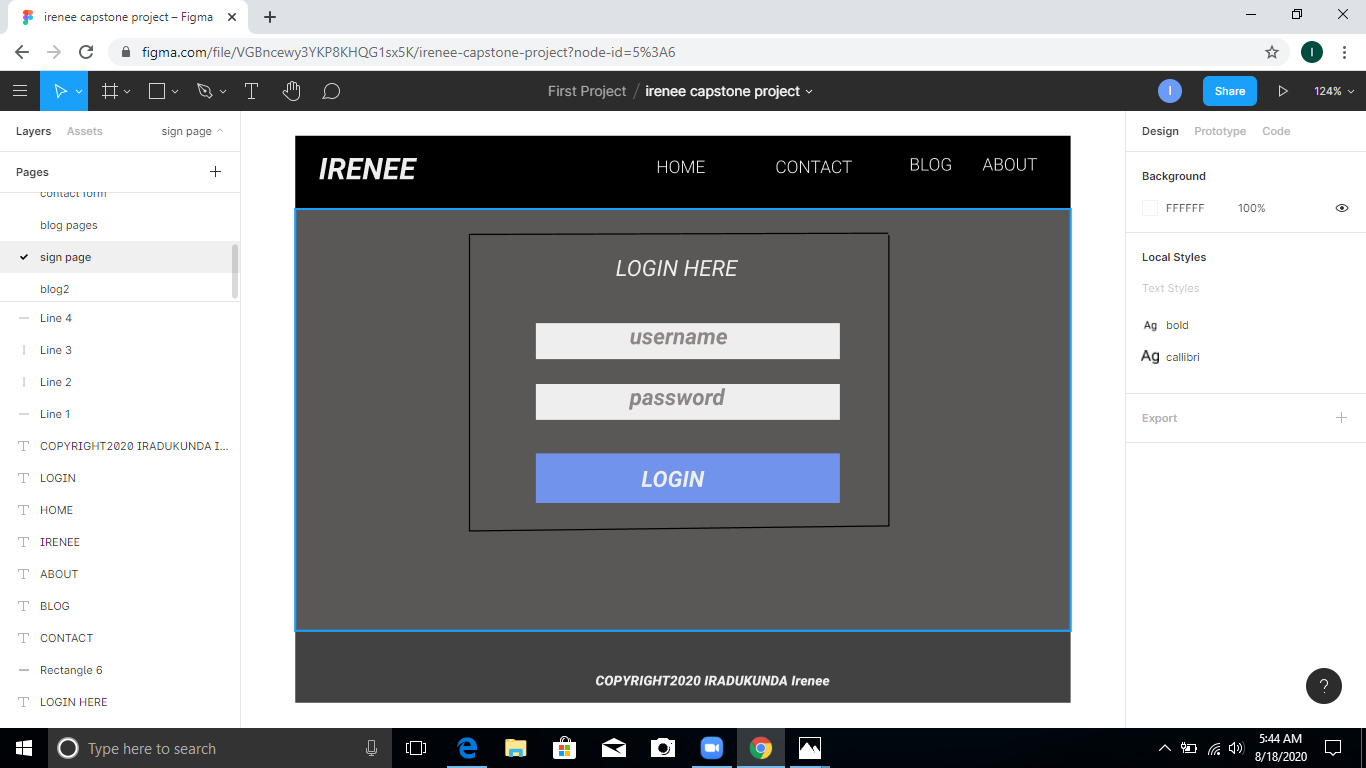 irenee capstone project – Figma
figma.com/file/VGBncewy3YKP8KHQG1sx5K/irenee-capstone-project?node-id=5%3A6
I
First Project / irenee capstone project
I
Share
124%
Layers
Assets
sign page
Pages
contact form
blog pages
sign page
blog2
Line 4
Line 3
Line 2
Line 1
T COPYRIGHT2020 IRADUKUNDA I...
T LOGIN
T HOME
T IRENEE
T ABOUT
T BLOG
T CONTACT
Rectangle 6
T LOGIN HERE
IRENEE
HOME
CONTACT
BLOG
ABOUT
LOGIN HERE
username
password
LOGIN
COPYRIGHT2020 IRADUKUNDA Irenee
Design
Prototype
Code
Background
FFFFFF
100%
Local Styles
Text Styles
Ag bold
Ag callibri
Export
?
Type here to search
5:44 AM
8/18/2020